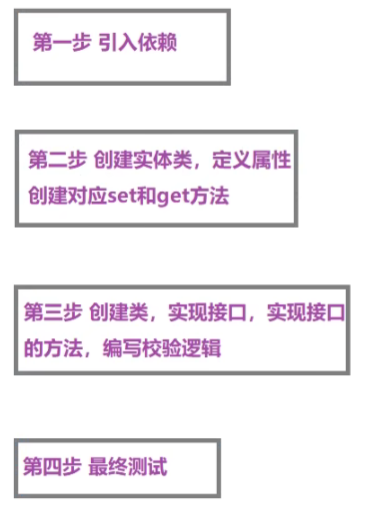 第一步 引入依赖
第二步 创建实体类，定义属性
创建对应set和get方法
第三步 创建类，实现接口，实现接口
的方法，编写校验逻辑
第四步 最终测试